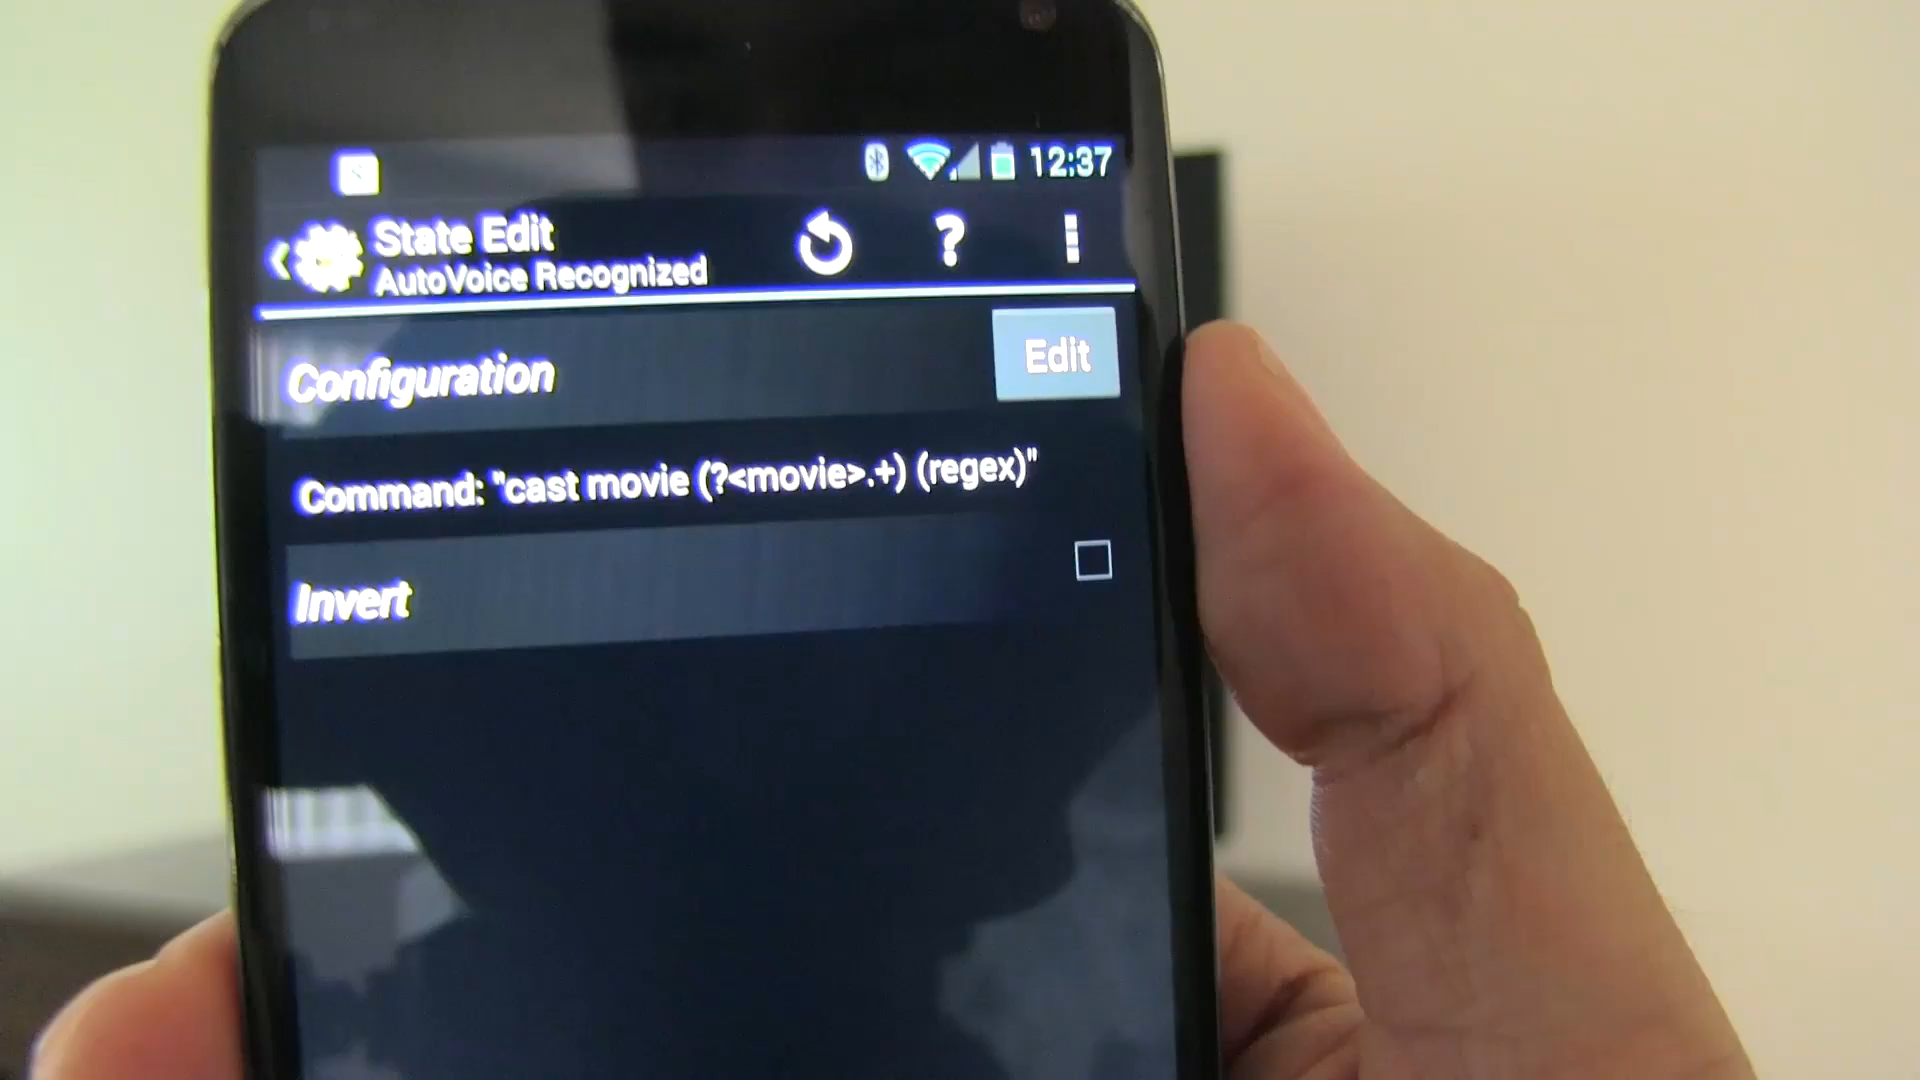 12:37
State Edit
AutoVoice Recognized
Configuration
Edit
Command: "cast movie (?<movie>.+) (regex)"
Invert